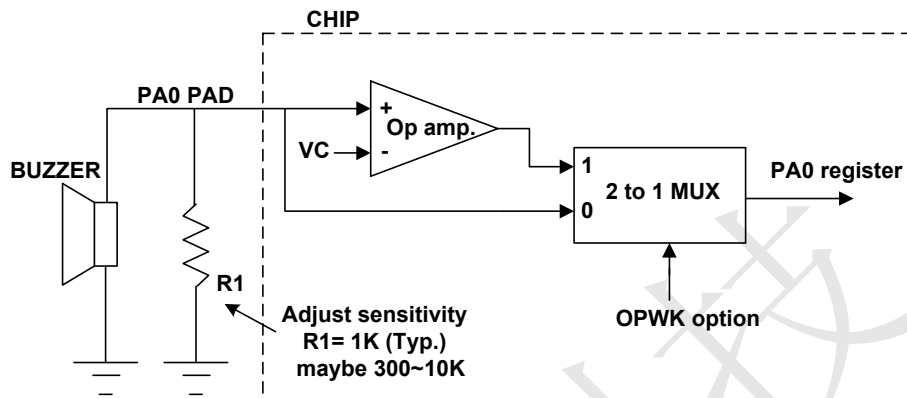 CHIP
PA0 PAD
+
Op amp.
VC
-
BUZZER
1
2 to 1 MUX
0
PA0 register
R1
Adjust sensitivity
R1= 1K (Typ.)
maybe 300~10K
OPWK option